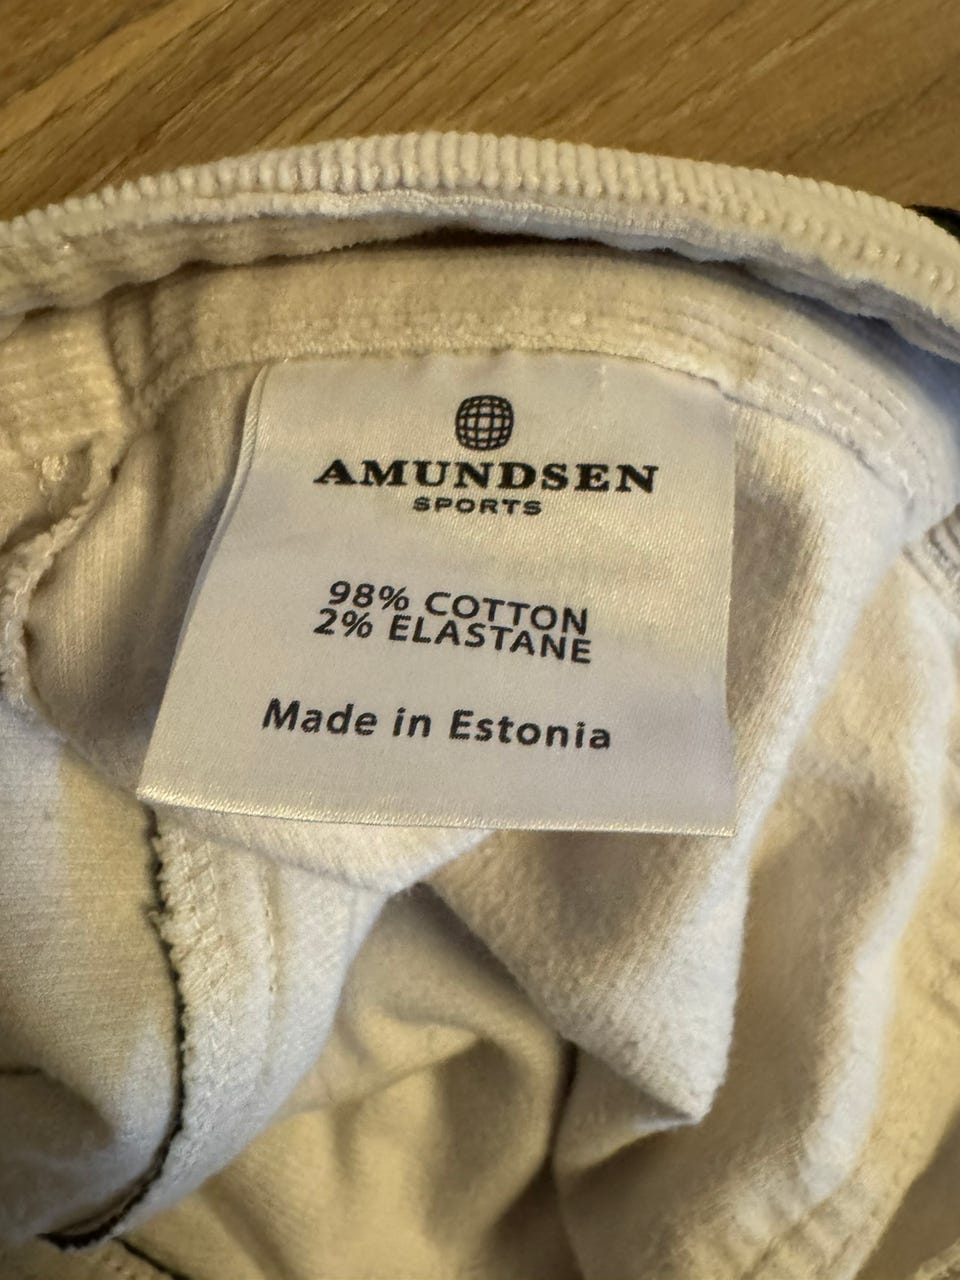 AMUNDSEN
SPORTS
98% COTTON
2% ELASTANE
Made in Estonia